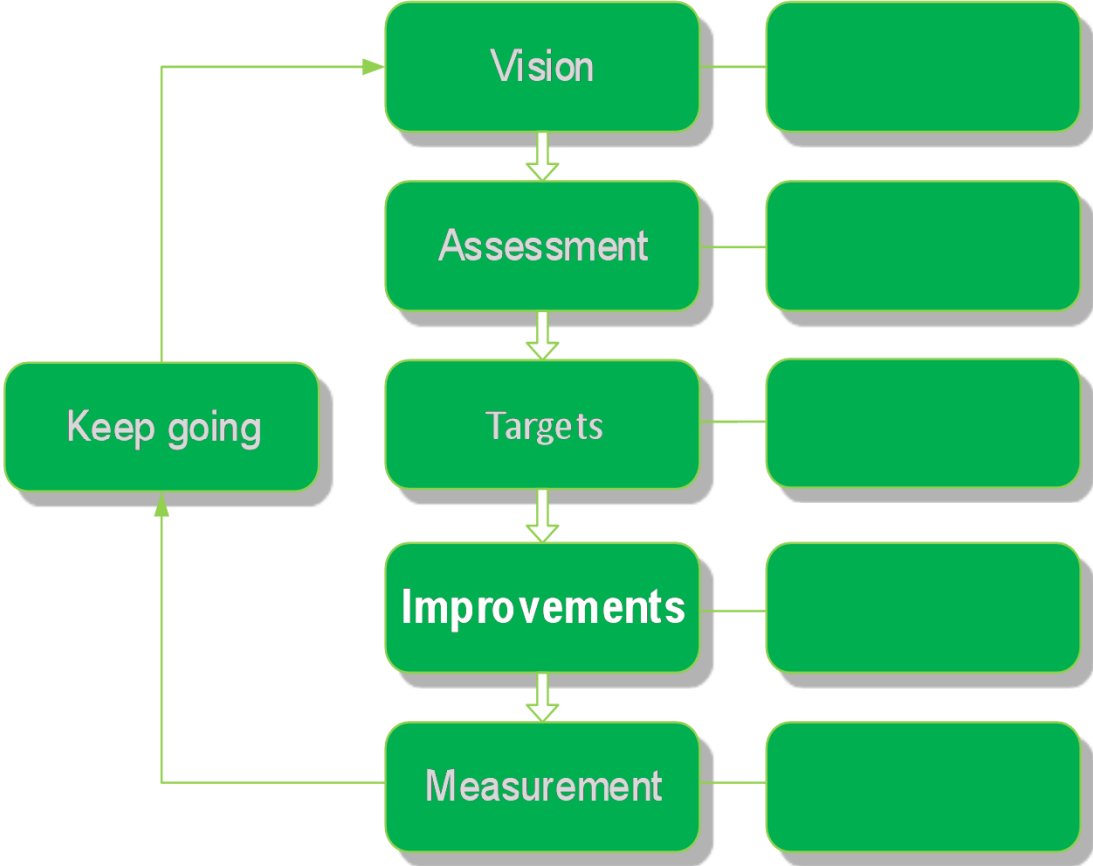 Vision
Assessment
Keep going
Targets
Improvements
Measurement